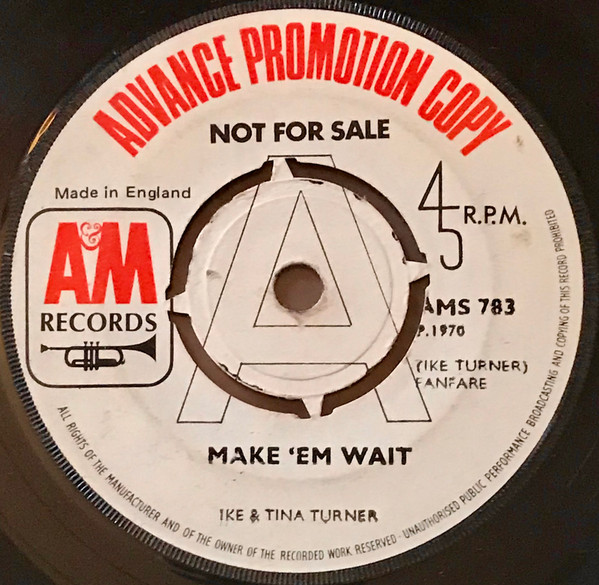 ADVANCE PROMOTION COPY
NOT FOR SALE
Made in England
45 R.P.M.
A&M
RECORDS
A
AMS 783
P.1970
(IKE TURNER)
FANFARE
MAKE ‘EM WAIT
IKE & TINA TURNER
ALL RIGHTS OF THE MANUFACTURER AND OF THE OWNER OF THE RECORDED WORK RESERVED - UNAUTHORISED PUBLIC PERFORMANCE BROADCASTING AND COPYING OF THIS RECORD PROHIBITED